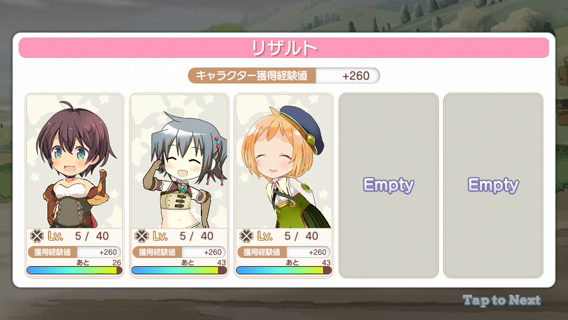 リザルト
キャラクター獲得経験値 +260
Lv. 5 / 40
獲得経験値 +260
あと 26
Lv. 5 / 40
獲得経験値 +260
あと 43
Lv. 5 / 40
獲得経験値 +260
あと 43
Empty
Empty
Tap to Next